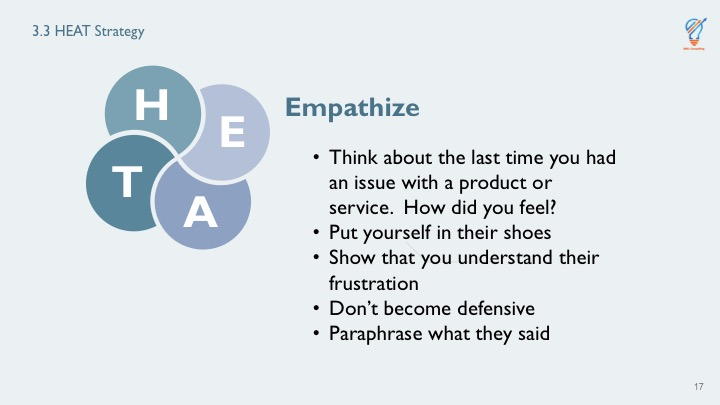 3.3 HEAT Strategy
H
E
T
A
Empathize
• Think about the last time you had
an issue with a product or
service.  How did you feel?
• Put yourself in their shoes
• Show that you understand their
frustration
• Don’t become defensive
• Paraphrase what they said
17